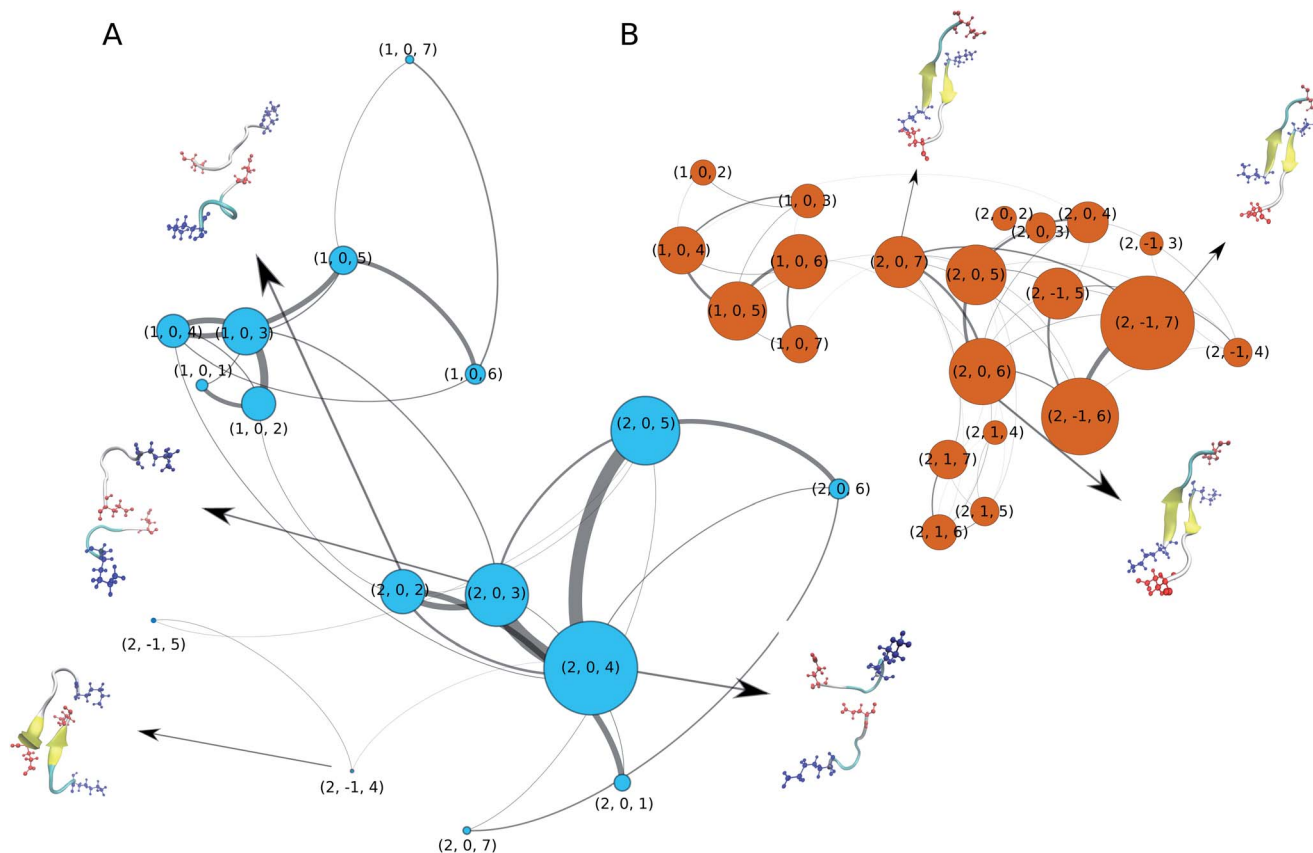 A
B
(1, 0, 7)
(1, 0, 5)
(1, 0, 4)
(1, 0, 3)
(1, 0, 1)
(1, 0, 6)
(1, 0, 2)
(2, 0, 5)
(2, 0, 6)
(2, 0, 2)
(2, 0, 3)
(2, -1, 5)
(2, 0, 4)
(2, -1, 4)
(2, 0, 1)
(2, 0, 7)
(1, 0, 2)
(1, 0, 3)
(1, 0, 4)
(1, 0, 6)
(1, 0, 5)
(1, 0, 7)
(2, 0, 7)
(2, 0, 2)
(2, 0, 4)
(2, 0, 3)
(2, -1, 3)
(2, 0, 5)
(2, -1, 5)
(2, -1, 7)
(2, -1, 4)
(2, 0, 6)
(2, -1, 6)
(2, 1, 4)
(2, 1, 7)
(2, 1, 5)
(2, 1, 6)